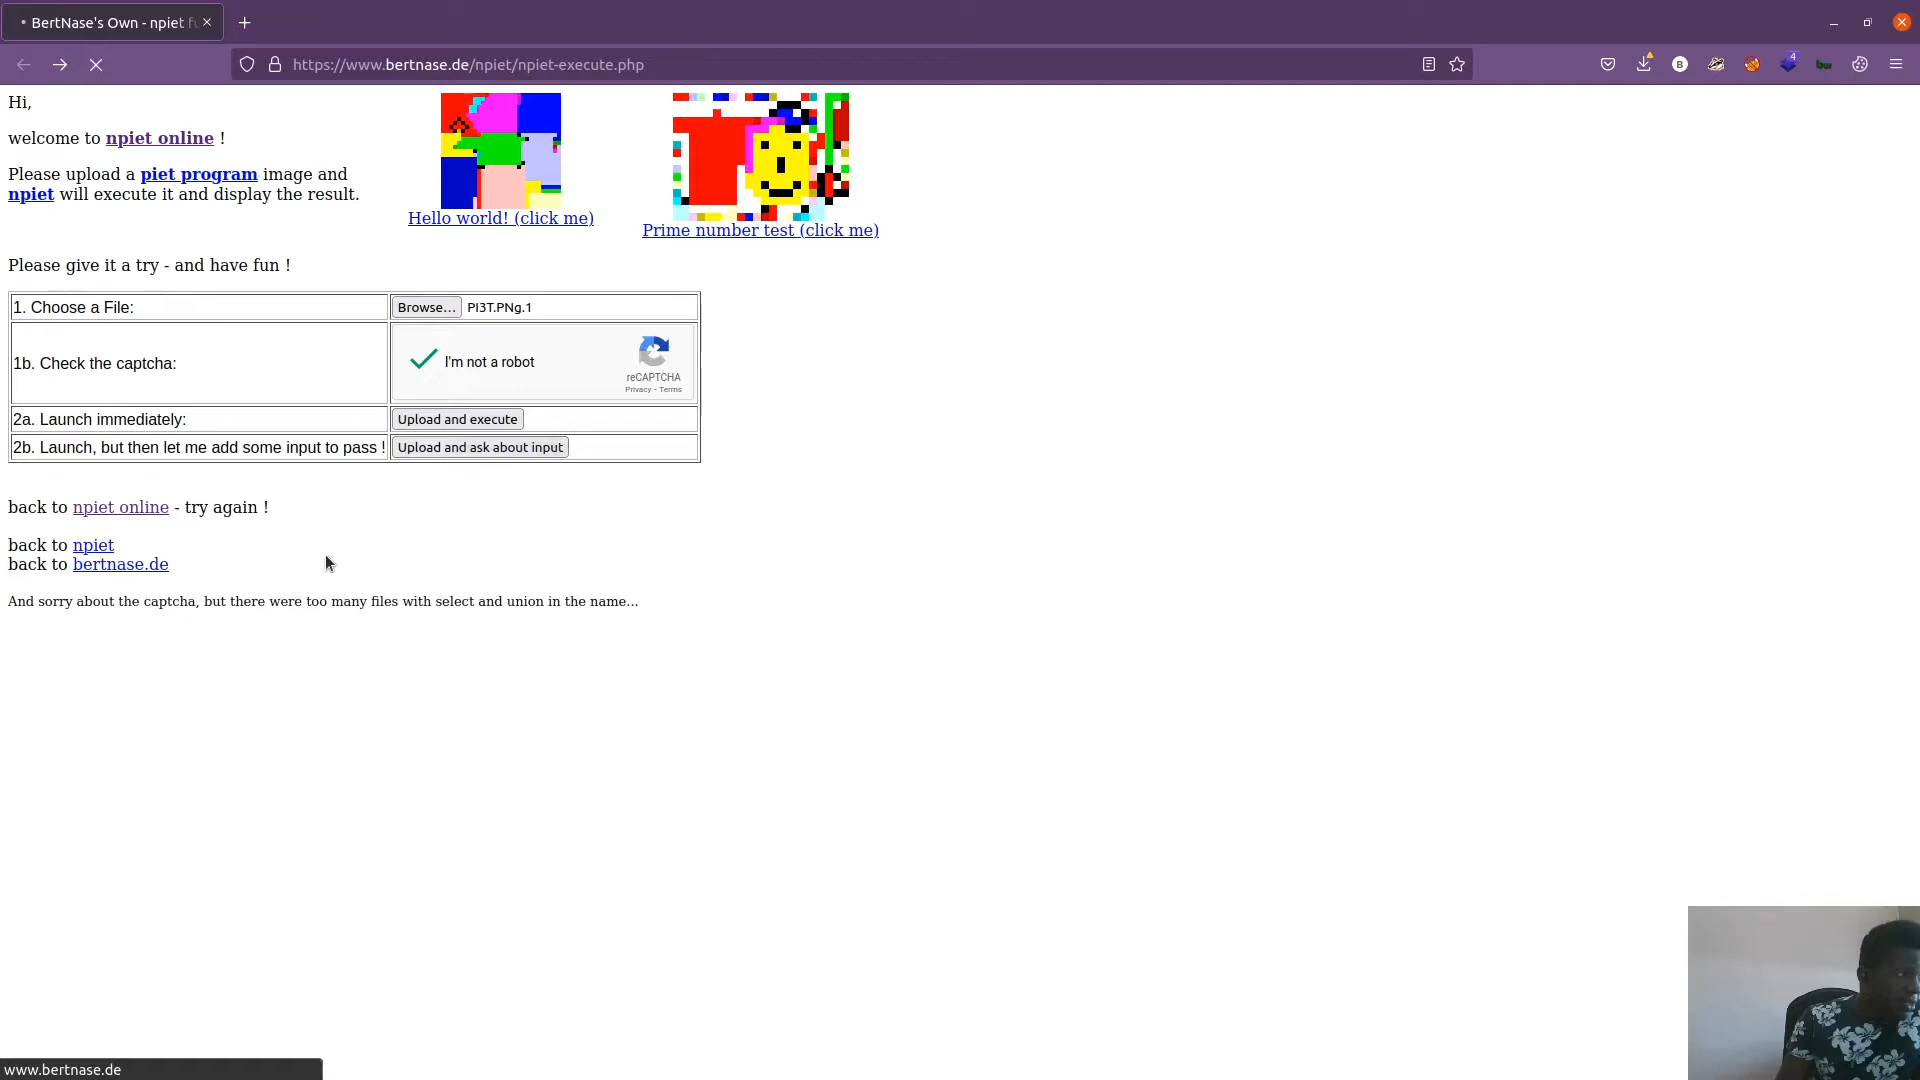 BertNase's Own - npiet f
https://www.bertnase.de/npiet/npiet-execute.php
B
4
Hi,
welcome to npiet online !
Please upload a piet program image and
npiet will execute it and display the result.
Hello world! (click me)
Prime number test (click me)
Please give it a try - and have fun !
1. Choose a File:
Browse... PI3T.PNg.1
1b. Check the captcha:
I'm not a robot
reCAPTCHA
Privacy - Terms
2a. Launch immediately:
Upload and execute
2b. Launch, but then let me add some input to pass !
Upload and ask about input
back to npiet online - try again !
back to npiet
back to bertnase.de
And sorry about the captcha, but there were too many files with select and union in the name...
www.bertnase.de